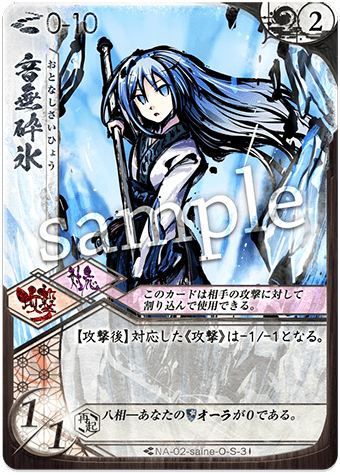 0-10
2
音無砕氷
おとなしさいひょう
sample
攻撃
対応
このカードは相手の攻撃に対して
割り込んで使用できる。
【攻撃後】対応した《攻撃》は-1/-1となる。
1/1
再起
八相─あなたのオーラが0である。
NA-02-saine-O-S-3